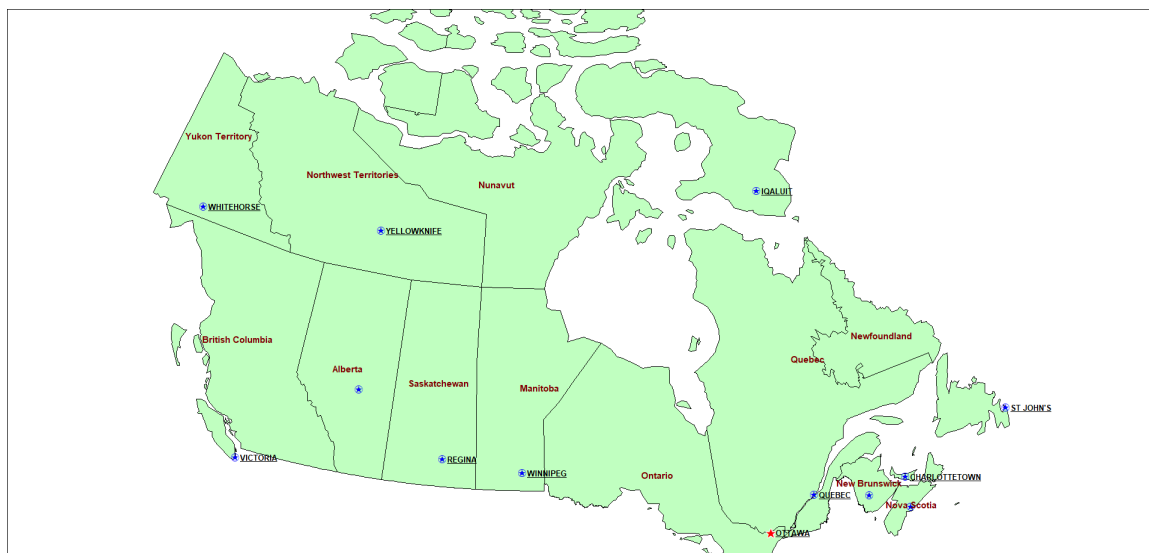 Yukon Territory
Northwest Territories
Nunavut
IQALUIT
WHITEHORSE
YELLOWKNIFE
British Columbia
Newfoundland
Quebec
Alberta
Saskatchewan
Manitoba
ST JOHN'S
VICTORIA
REGINA
WINNIPEG
Ontario
CHARLOTTETOWN
New Brunswick
QUEBEC
Nova Scotia
OTTAWA